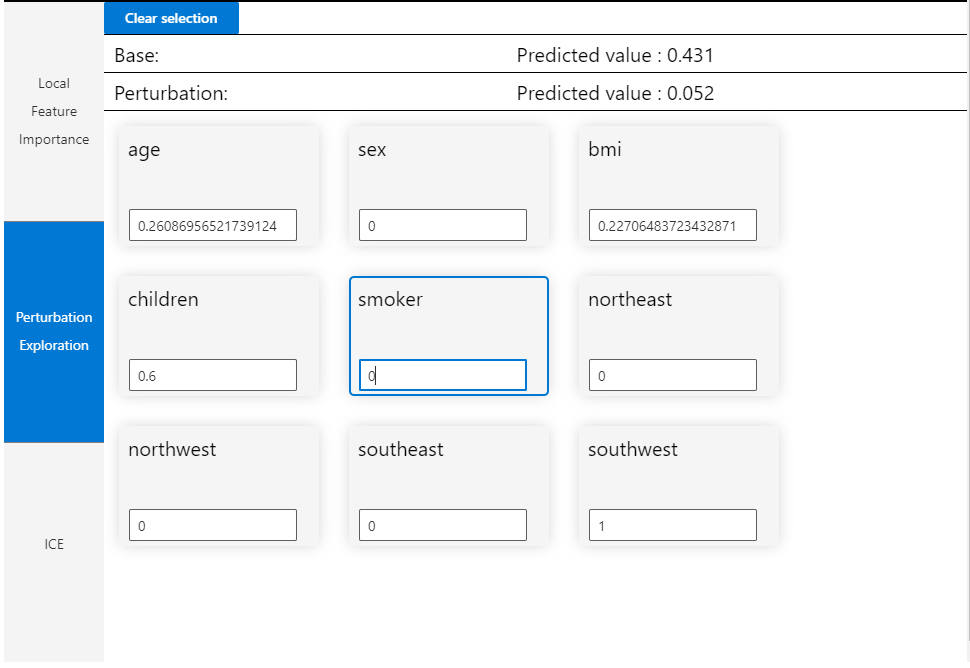 Clear selection
Base: Predicted value : 0.431
Perturbation: Predicted value : 0.052
Local
Feature
Importance
Perturbation
Exploration
ICE
age sex bmi
0.26086956521739124 0 0.22706483723432871
children smoker northeast
0.6 0 0
northwest southeast southwest
0 0 1